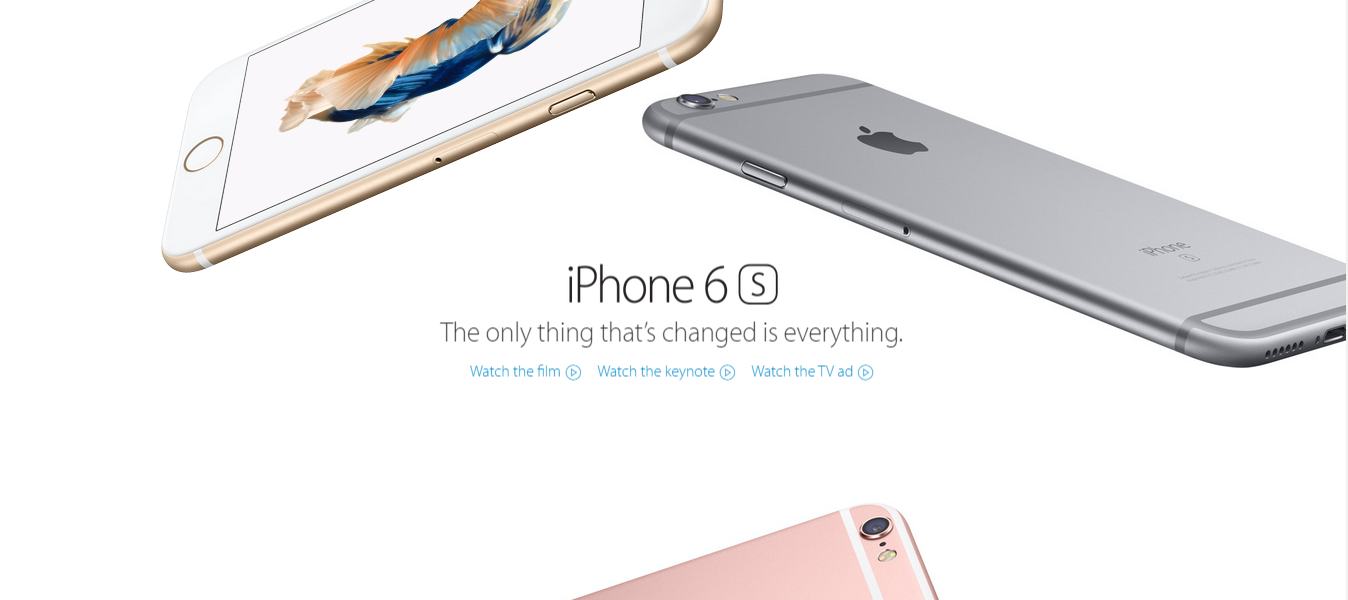 iPhone 6 S
The only thing that's changed is everything.
Watch the film Watch the keynote Watch the TV ad
iPhone
S